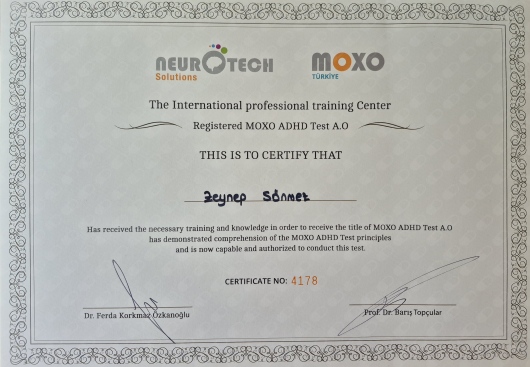 NEUROTECH
Solutions
MOXO
TÜRKİYE
The International professional training Center
Registered MOXO ADHD Test A.O
THIS IS TO CERTIFY THAT
Zeynep Sönmez
Has received the necessary training and knowledge in order to receive the title of MOXO ADHD Test A.O
has demonstrated comprehension of the MOXO ADHD Test principles
and is now capable and authorized to conduct this test.
CERTIFICATE NO: 4178
Dr. Ferda Korkmaz Özkanoğlu
Prof. Dr. Barış Topçular